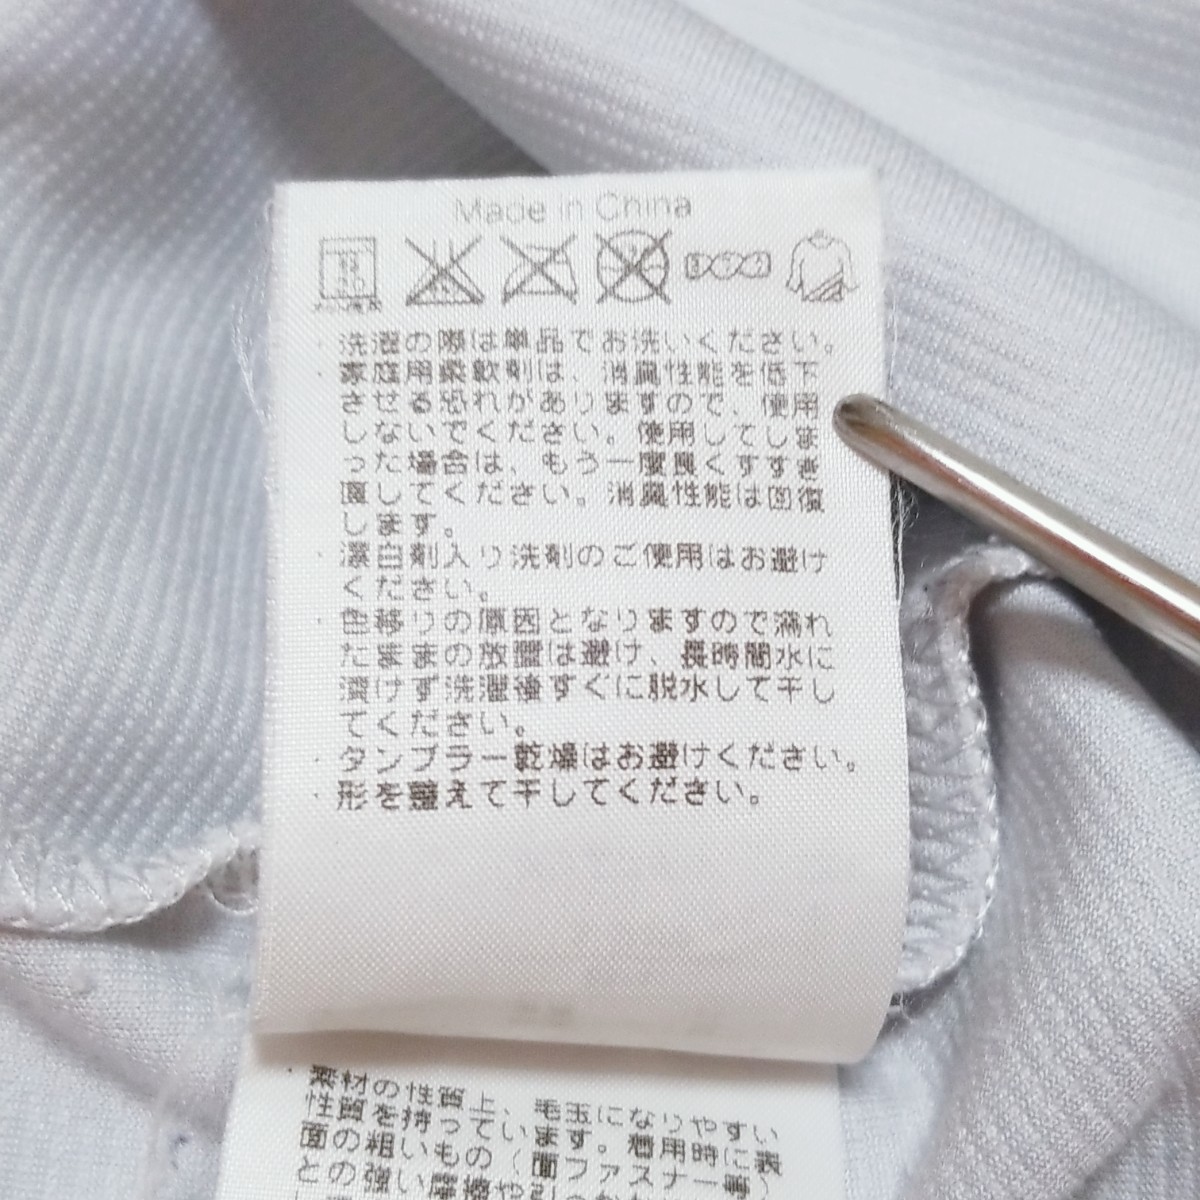 Made in China
・洗濯の際は単品でお洗いください。
・家庭用柔軟剤は、消臭性能を低下
させる恐れがありますので、使用
しないでください。使用してしま
った場合は、もう一度良くすすぎ
直してください。消臭性能は回復
します。
・漂白剤入り洗剤のご使用はお避け
ください。
・色移りの原因となりますので濡れ
たままの放置は避け、長時間水に
漬けず洗濯後すぐに脱水して干し
てください。
・タンブラー乾燥はお避けください。
・形を整えて干してください。
・素材の性質上、毛玉になりやすい
性質を持っています。着用時に表
面の粗いもの（面ファスナー等）
との強い摩擦や引っ